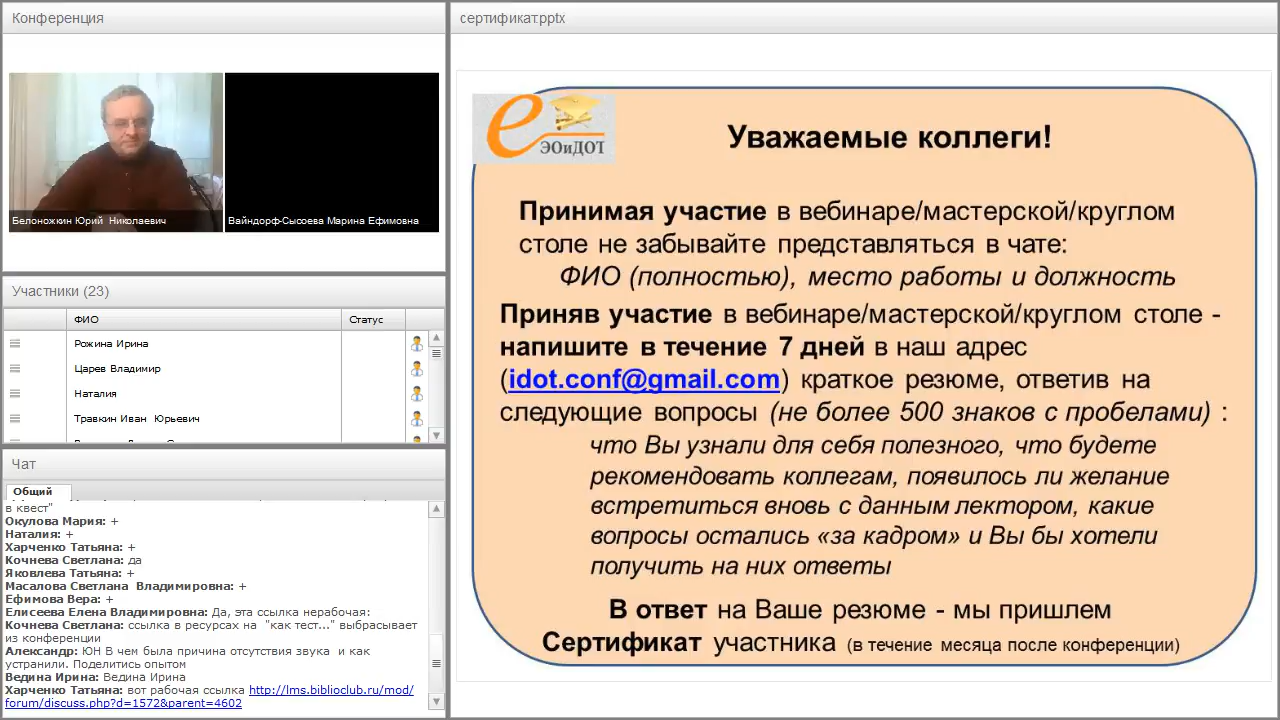 Конференция
Белоножкин Юрий Николаевич
Вайндорф-Сысоева Марина Ефимовна
Участники (23)
ФИО Статус
Рожина Ирина
Царев Владимир
Наталия
Травкин Иван Юрьевич
Чат
Общий
в квест"
Окулова Мария: +
Наталия: +
Харченко Татьяна: +
Кочнева Светлана: да
Яковлева Татьяна: +
Масалова Светлана Владимировна: +
Ефимова Вера: +
Елисеева Елена Владимировна: Да, эта ссылка нерабочая:
Кочнева Светлана: ссылка в ресурсах на "как тест..." выбрасывает
из конференции
Александр: ЮН В чем была причина отсутствия звука и как
устранили. Поделитись опытом
Ведина Ирина: Ведина Ирина
Харченко Татьяна: вот рабочая ссылка http://lms.biblioclub.ru/mod/
forum/discuss.php?d=1572&parent=4602
сертификат.pptx
е ЭОиДОТ
Уважаемые коллеги!
Принимая участие в вебинаре/мастерской/круглом
столе не забывайте представляться в чате:
ФИО (полностью), место работы и должность
Приняв участие в вебинаре/мастерской/круглом столе -
напишите в течение 7 дней в наш адрес
(idot.conf@gmail.com) краткое резюме, ответив на
следующие вопросы (не более 500 знаков с пробелами) :
что Вы узнали для себя полезного, что будете
рекомендовать коллегам, появилось ли желание
встретиться вновь с данным лектором, какие
вопросы остались «за кадром» и Вы бы хотели
получить на них ответы
В ответ на Ваше резюме - мы пришлем
Сертификат участника (в течение месяца после конференции)